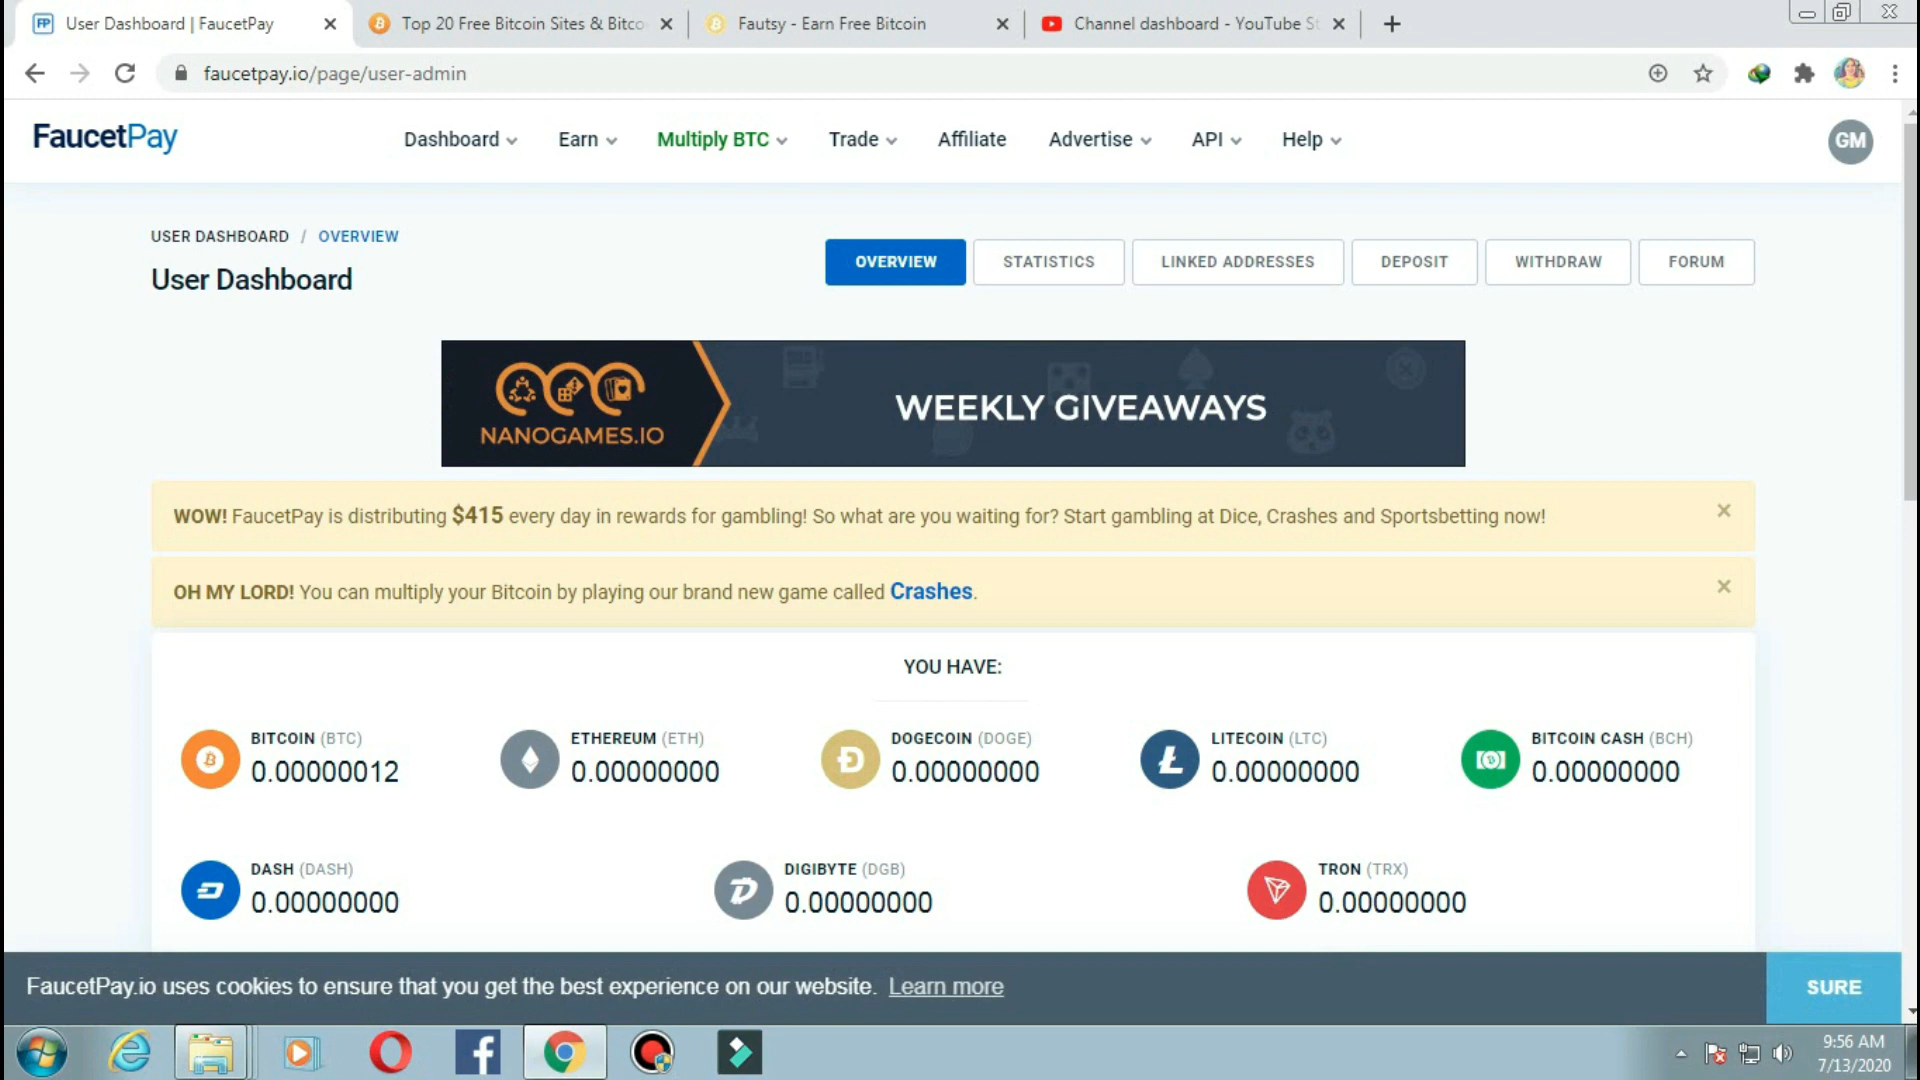 User Dashboard | FaucetPay
Top 20 Free Bitcoin Sites & Bitco
Fautsy - Earn Free Bitcoin
Channel dashboard - YouTube St
faucetpay.io/page/user-admin
FaucetPay
Dashboard
Earn
Multiply BTC
Trade
Affiliate
Advertise
API
Help
GM
USER DASHBOARD / OVERVIEW
User Dashboard
OVERVIEW
STATISTICS
LINKED ADDRESSES
DEPOSIT
WITHDRAW
FORUM
NANOGAMES.IO
WEEKLY GIVEAWAYS
WOW! FaucetPay is distributing $415 every day in rewards for gambling! So what are you waiting for? Start gambling at Dice, Crashes and Sportsbetting now!
OH MY LORD! You can multiply your Bitcoin by playing our brand new game called Crashes.
YOU HAVE:
BITCOIN (BTC)
0.00000012
ETHEREUM (ETH)
0.00000000
DOGECOIN (DOGE)
0.00000000
LITECOIN (LTC)
0.00000000
BITCOIN CASH (BCH)
0.00000000
DASH (DASH)
0.00000000
DIGIBYTE (DGB)
0.00000000
TRON (TRX)
0.00000000
FaucetPay.io uses cookies to ensure that you get the best experience on our website. Learn more
SURE
9:56 AM
7/13/2020